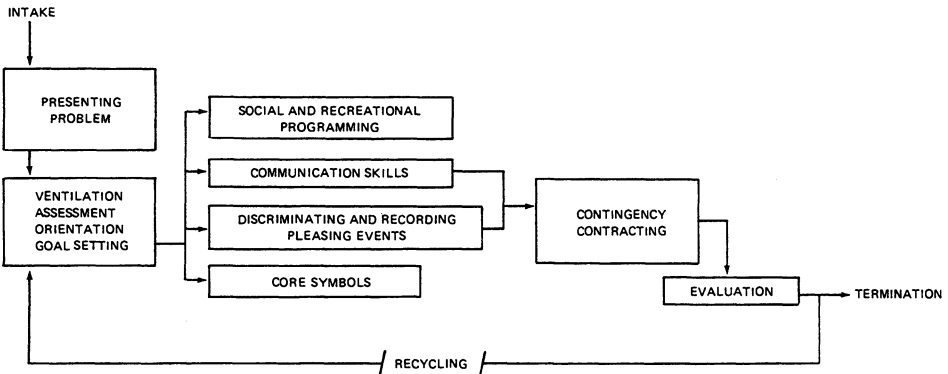 INTAKE
PRESENTING
PROBLEM
VENTILATION
ASSESSMENT
ORIENTATION
GOAL SETTING
SOCIAL AND RECREATIONAL
PROGRAMMING
COMMUNICATION SKILLS
DISCRIMINATING AND RECORDING
PLEASING EVENTS
CORE SYMBOLS
CONTINGENCY
CONTRACTING
EVALUATION
TERMINATION
RECYCLING